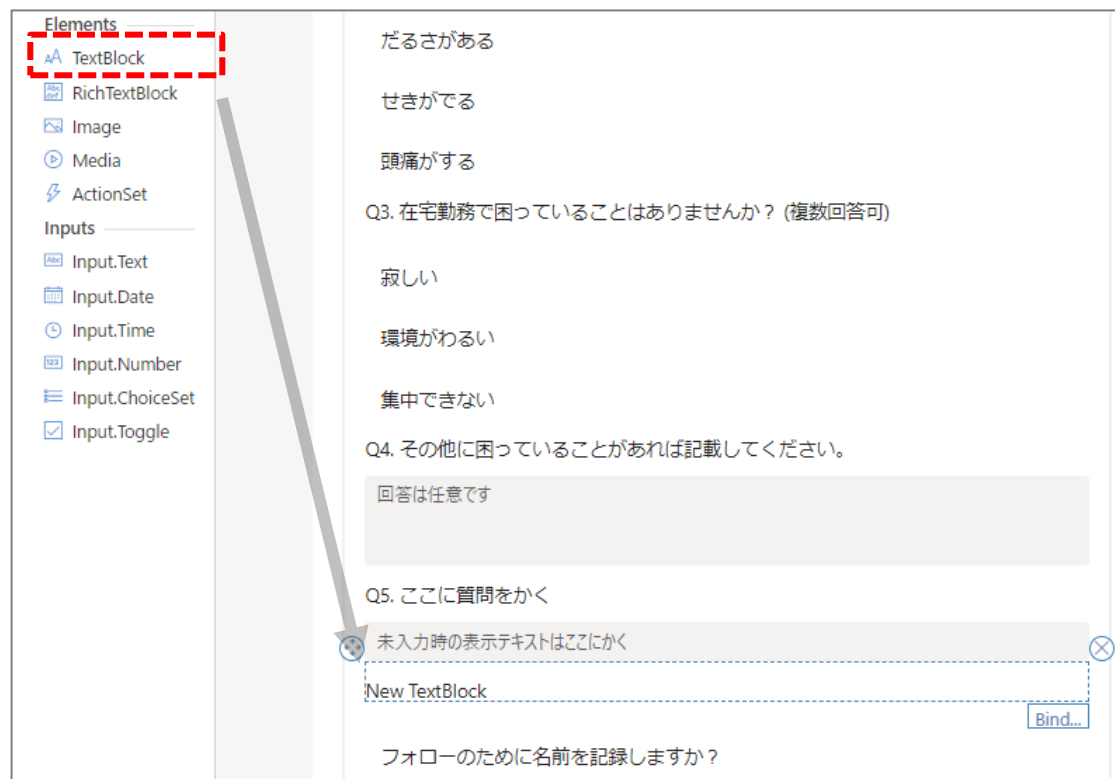 Elements
TextBlock
RichTextBlock
Image
Media
ActionSet
Inputs
Input.Text
Input.Date
Input.Time
Input.Number
Input.ChoiceSet
Input.Toggle
だるさがある
せきがでる
頭痛がする
Q3. 在宅勤務で困っていることはありませんか？ (複数回答可)
寂しい
環境がわるい
集中できない
Q4. その他に困っていることがあれば記載してください。
回答は任意です
Q5. ここに質問をかく
未入力時の表示テキストはここにかく
New TextBlock
Bind...
フォローのために名前を記録しますか？